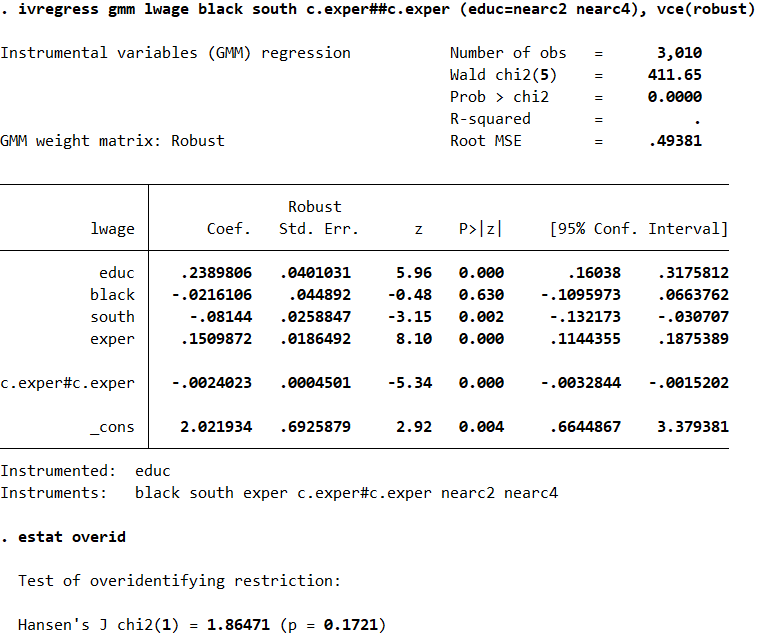 . ivregress gmm lwage black south c.exper##c.exper (educ=nearc2 nearc4), vce(robust)
Instrumental variables (GMM) regression Number of obs = 3,010
Wald chi2(5) = 411.65
Prob > chi2 = 0.0000
R-squared = .
GMM weight matrix: Robust Root MSE = .49381
Robust
lwage Coef. Std. Err. z P>|z| [95% Conf. Interval]
educ .2389806 .0401031 5.96 0.000 .16038 .3175812
black -.0216106 .044892 -0.48 0.630 -.1095973 .0663762
south -.08144 .0258847 -3.15 0.002 -.132173 -.030707
exper .1509872 .0186492 8.10 0.000 .1144355 .1875389
c.exper#c.exper -.0024023 .0004501 -5.34 0.000 -.0032844 -.0015202
_cons 2.021934 .6925879 2.92 0.004 .6644867 3.379381
Instrumented: educ
Instruments: black south exper c.exper#c.exper nearc2 nearc4
. estat overid
Test of overidentifying restriction:
Hansen's J chi2(1) = 1.86471 (p = 0.1721)